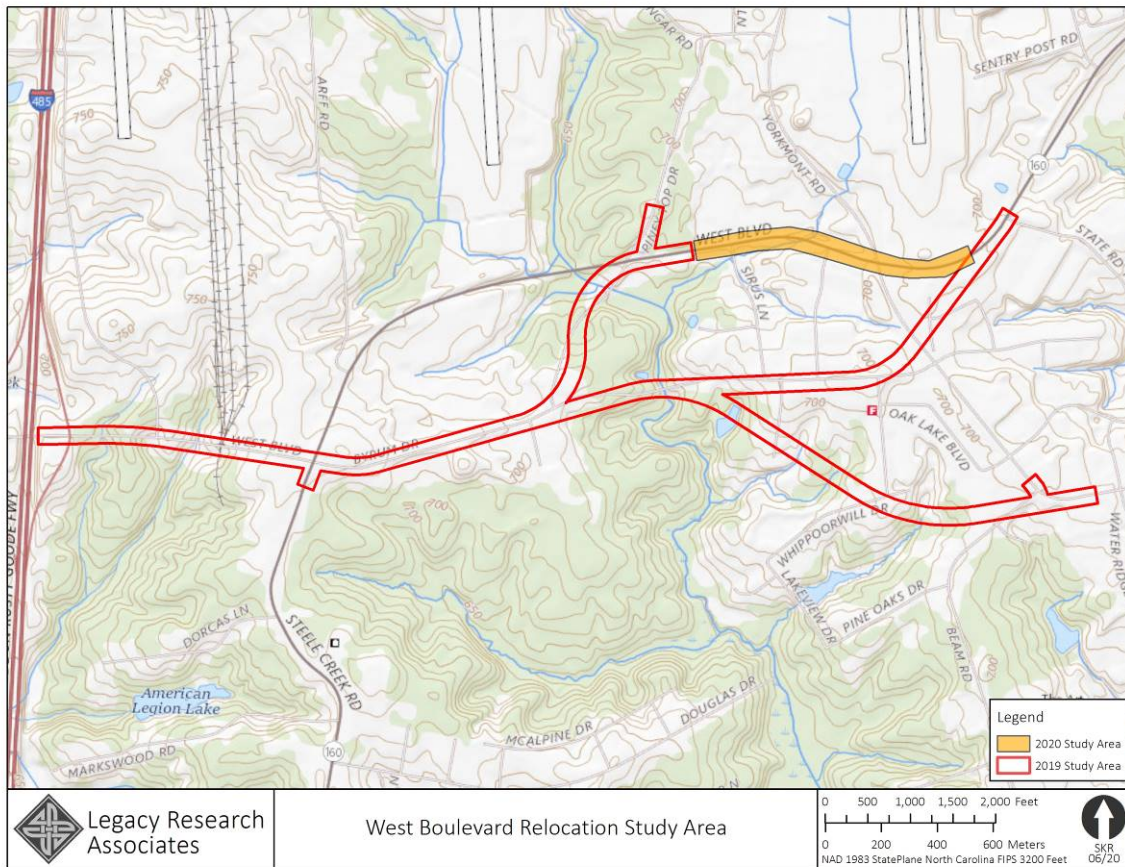 SENTRY POST RD
485
750
ARFF RD
650
700
YORKMONT RD
160
750
750
700
STATE RD
WEST BLVD
SIRUS LN
750
700
700
700
OAK LAKE BLVD
F
WEST BLVD
BYRUM DR
700
700
700
WHIPPOORWILL DR
WATER RIDGE
LAKEVIEW DR
650
PINE OAKS DR
BEAM RD
700
DORCAS LN
STEELE CREEK RD
American
Legion Lake
DOUGLAS DR
MCALPINE DR
MARKSWOOD RD
160
Legend
2020 Study Area
2019 Study Area
Legacy Research
Associates
West Boulevard Relocation Study Area
0 500 1,000 1,500 2,000 Feet
0 200 400 600 Meters
NAD 1983 StatePlane North Carolina FIPS 3200 Feet
SKR
06/20